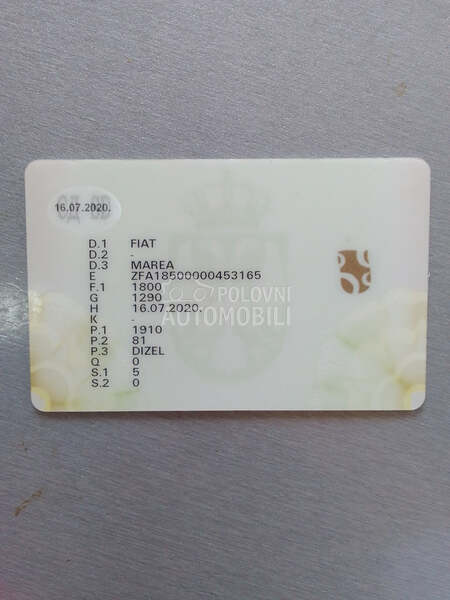 16.07.2020.
D.1 FIAT
D.2 -
D.3 MAREA
E ZFA18500000453165
F.1 1800
G 1290
H 16.07.2020.
K -
P.1 1910
P.2 81
P.3 DIZEL
Q 0
S.1 5
S.2 0
POLOVNI
AUTOMOBILI